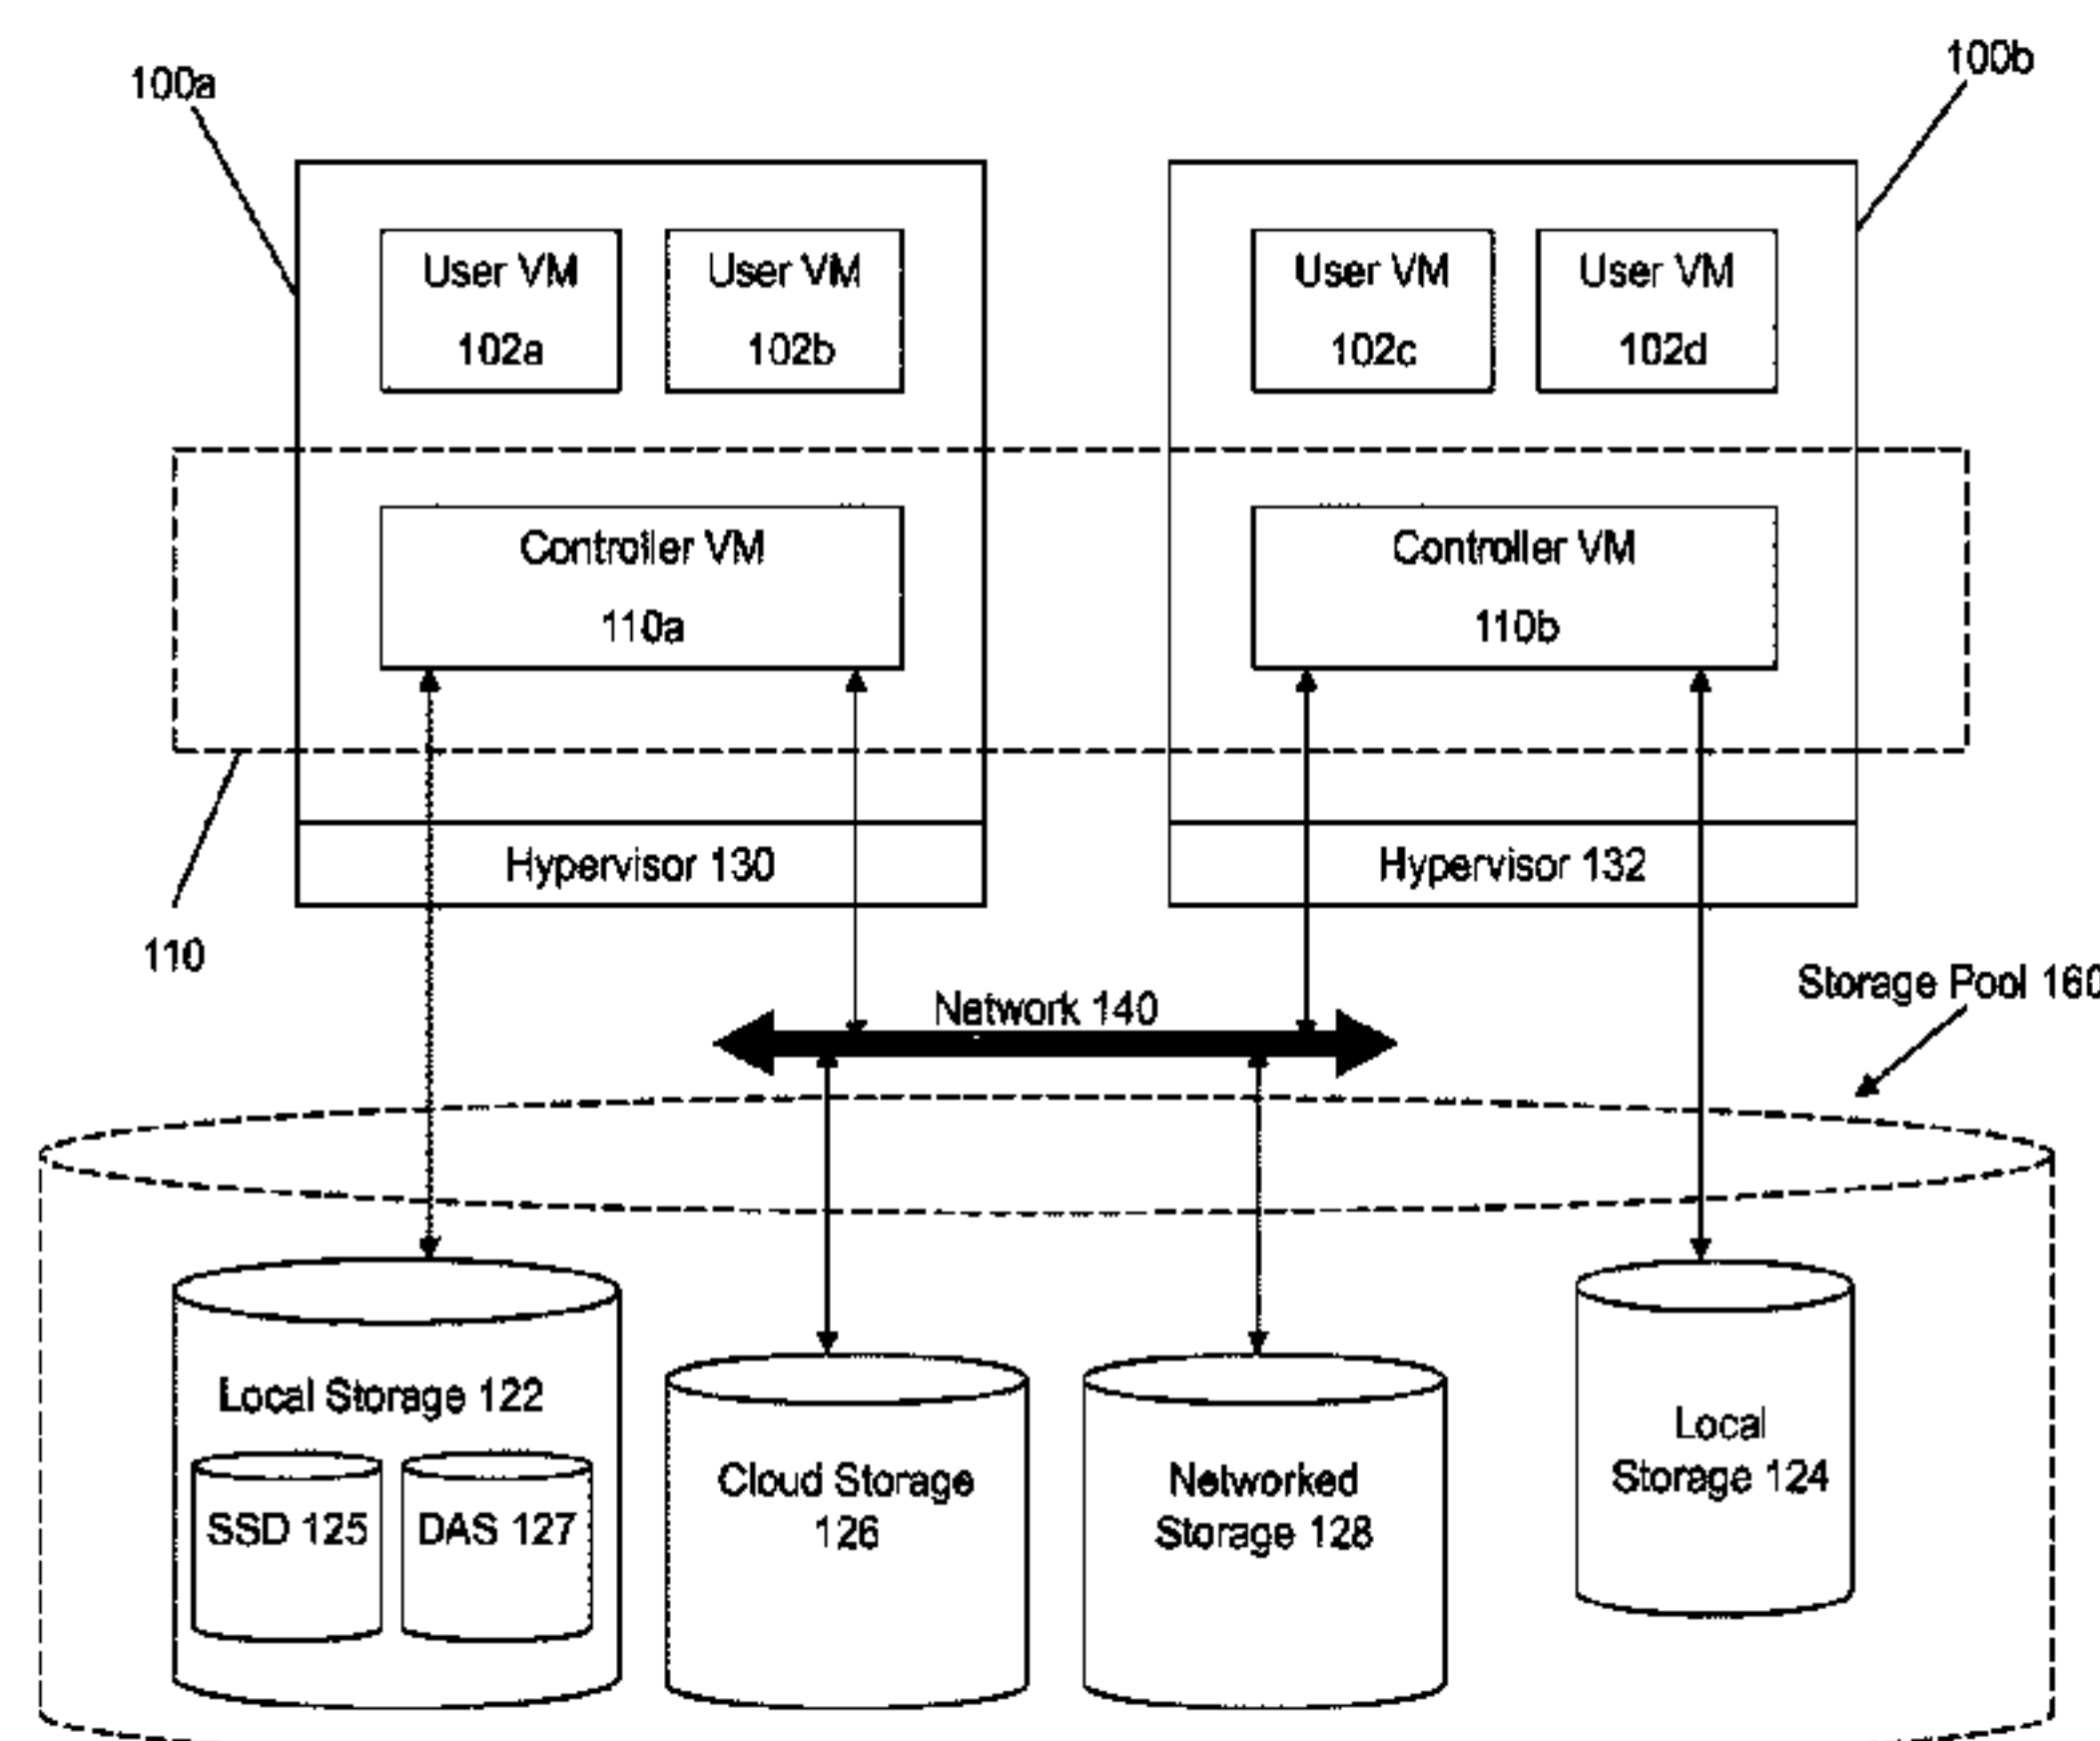 100a
100b
User VM
102a
User VM
102b
User VM
102c
User VM
102d
Controller VM
110a
Controller VM
110b
Hypervisor 130
Hypervisor 132
110
Network 140
Storage Pool 160
Local Storage 122
SSD 125
DAS 127
Cloud Storage
126
Networked
Storage 128
Local
Storage 124